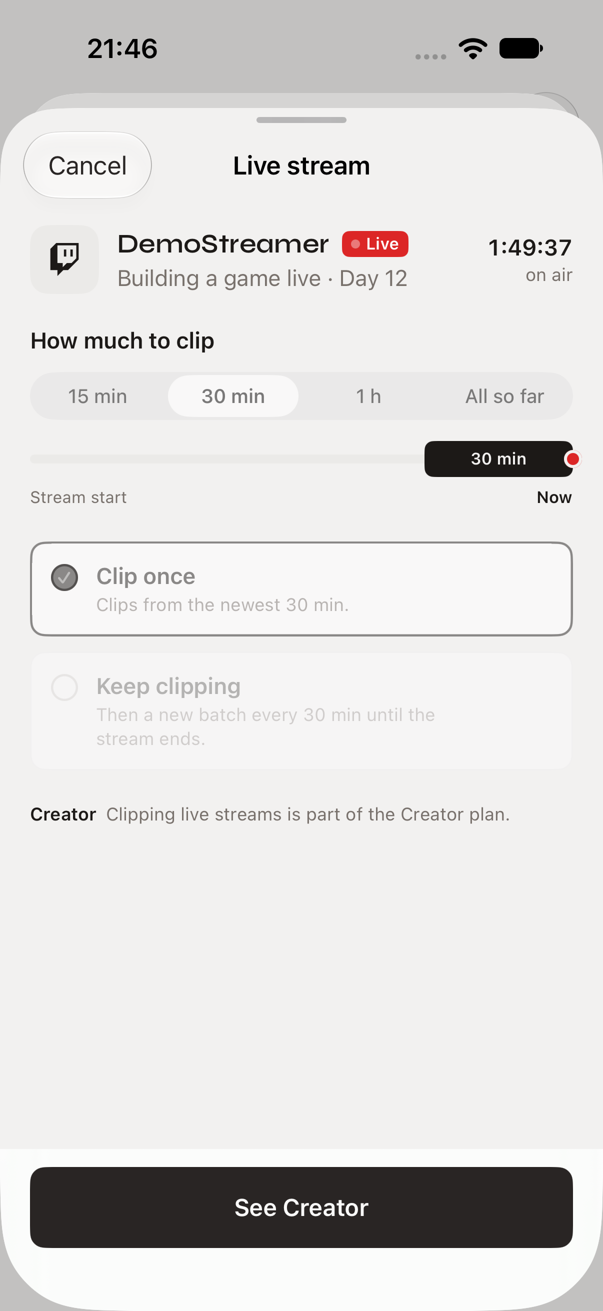 21:46
Cancel
Live stream
DemoStreamer
Live
1:49:37
Building a game live · Day 12
on air
How much to clip
15 min
30 min
1 h
All so far
30 min
Stream start
Now
Clip once
Clips from the newest 30 min.
Keep clipping
Then a new batch every 30 min until the
stream ends.
Creator Clipping live streams is part of the Creator plan.
See Creator